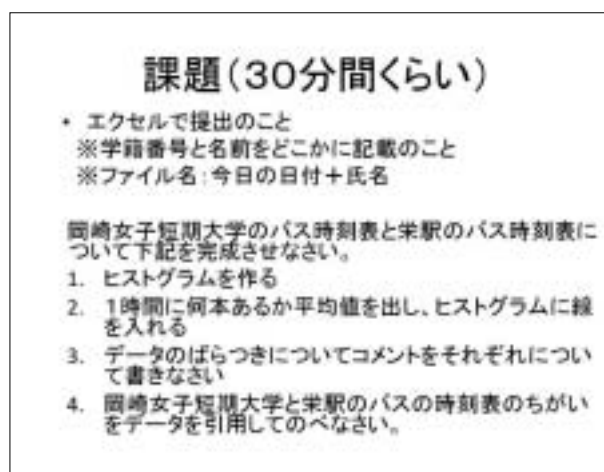 課題(30分間くらい)
• エクセルで提出のこと
※学籍番号と名前をどこかに記載のこと
※ファイル名:今日の日付+氏名
岡崎女子短期大学のバス時刻表と栄駅のバス時刻表に
ついて下記を完成させなさい。
1. ヒストグラムを作る
2. 1時間に何本あるか平均値を出し、ヒストグラムに線
を入れる
3. データのばらつきについてコメントをそれぞれについ
て書きなさい
4. 岡崎女子短期大学と栄駅のバスの時刻表のちがい
をデータを引用してのべなさい。